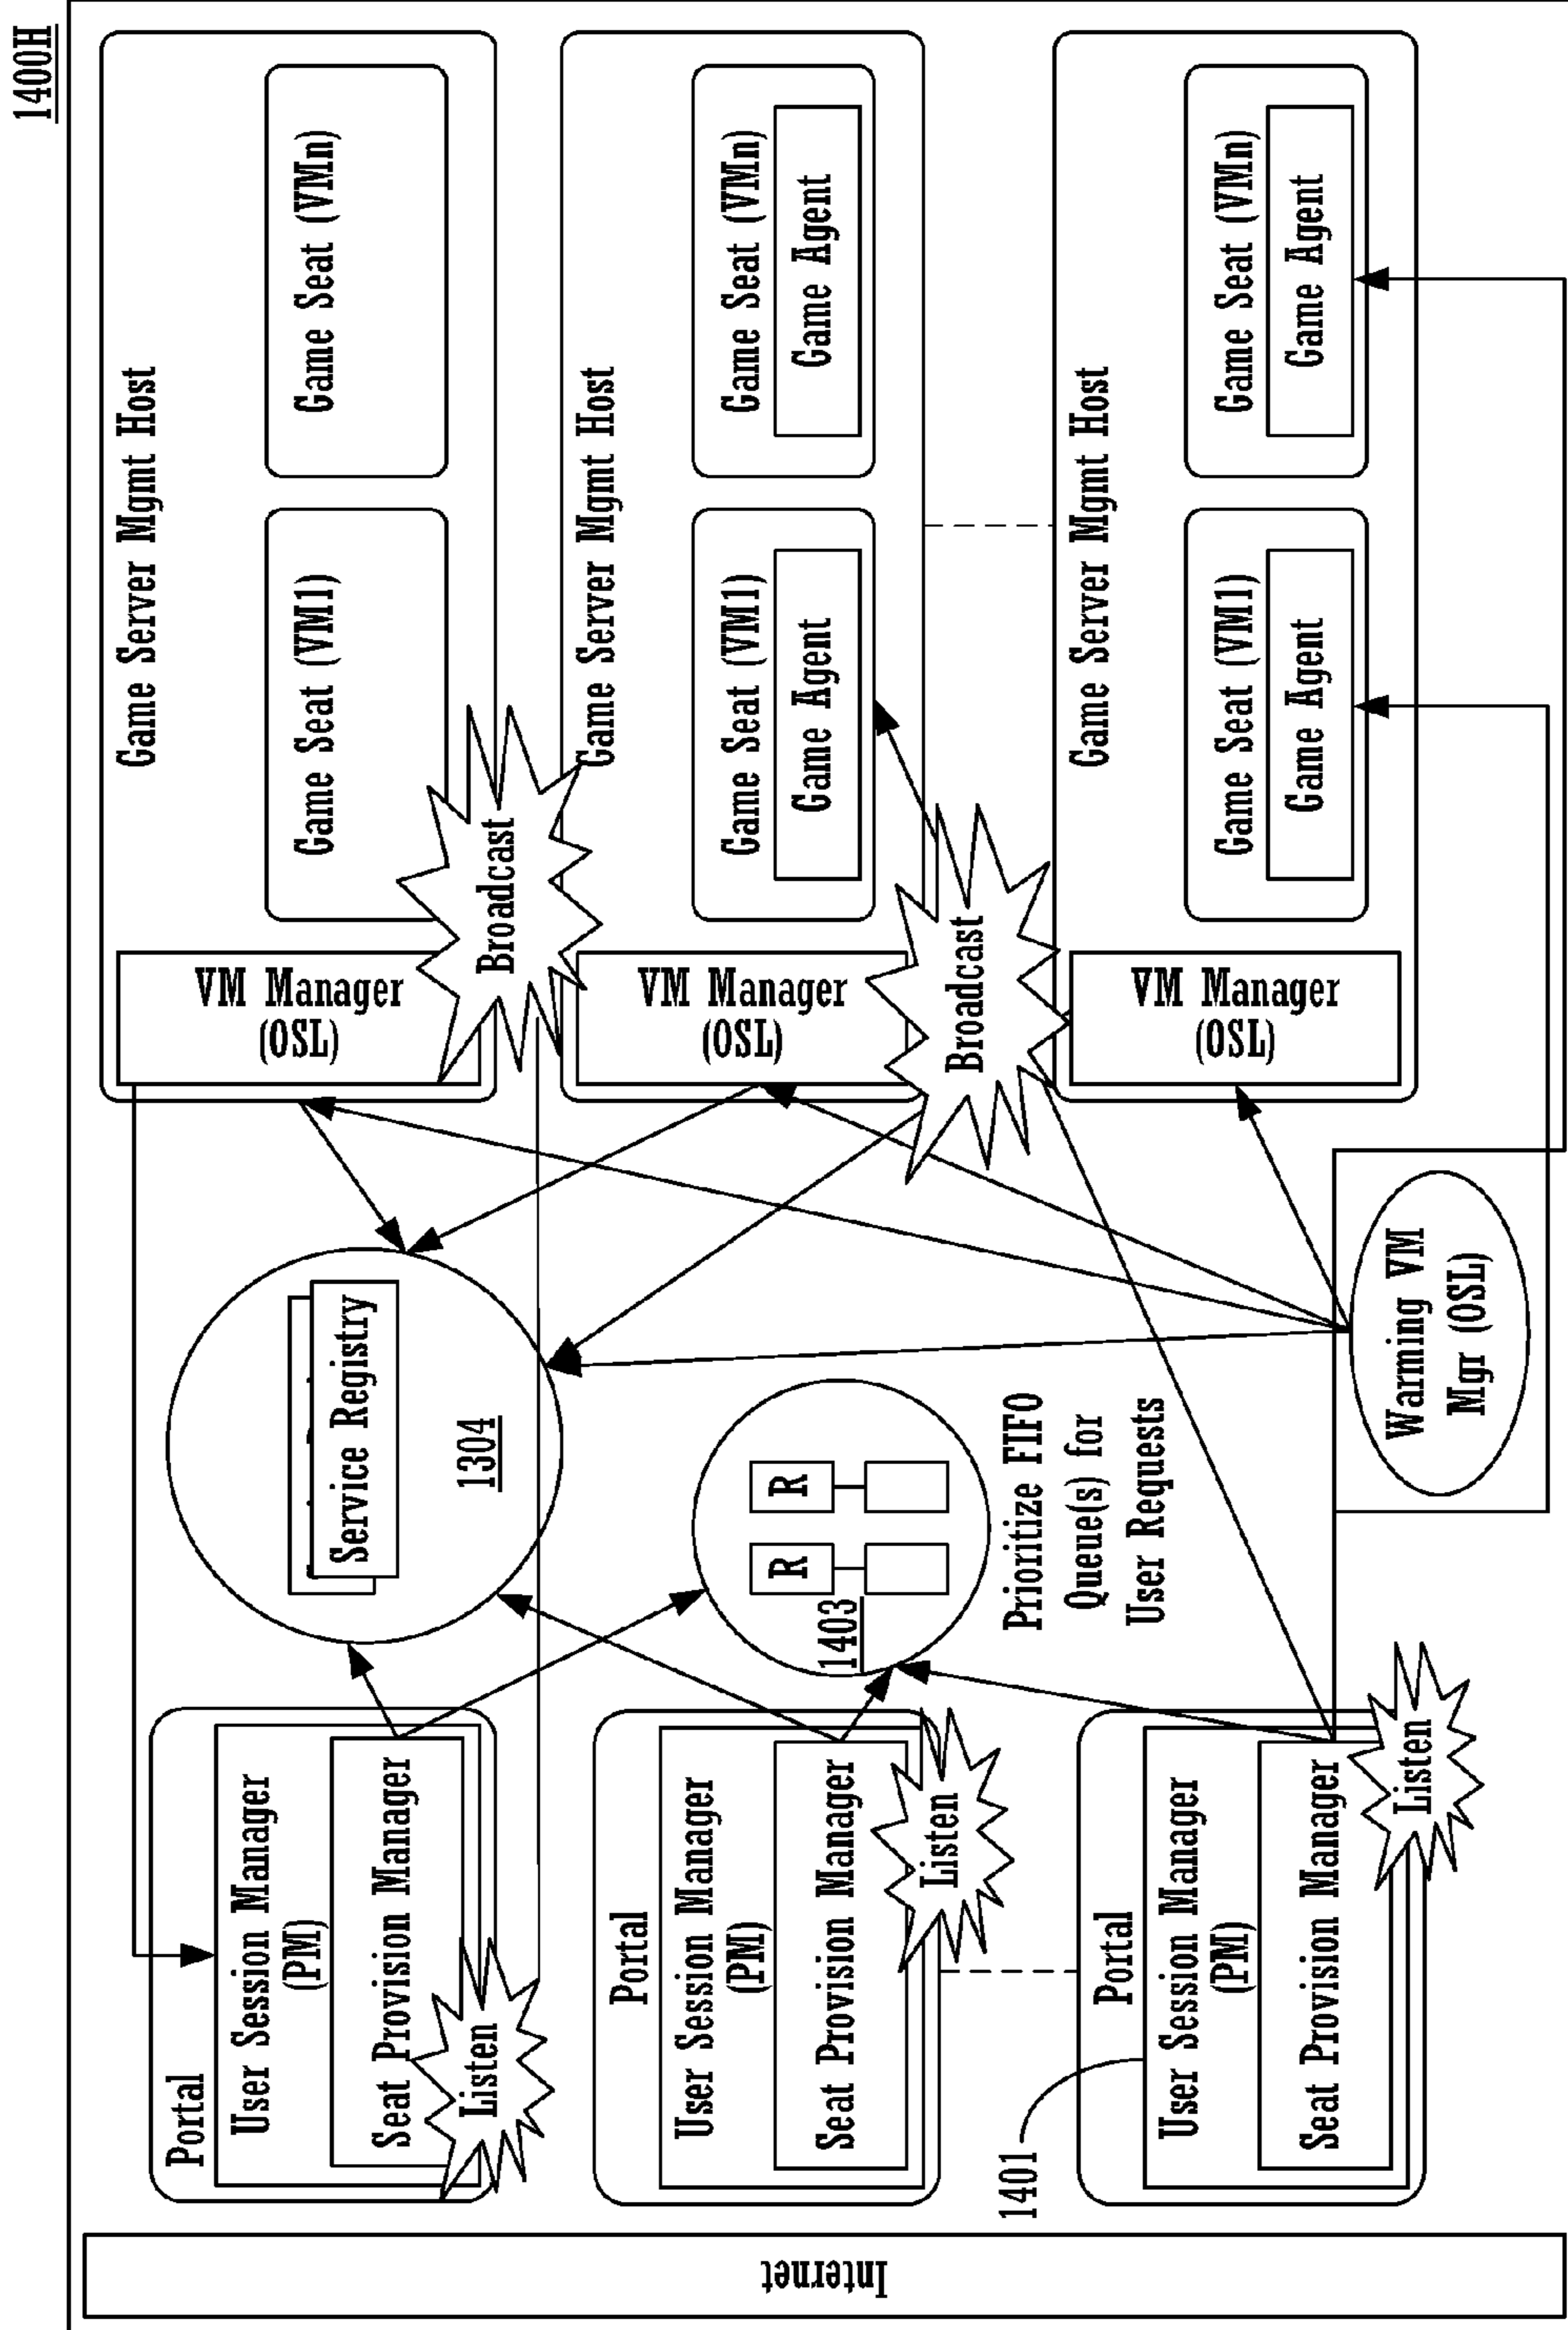 1400H
Internet
Portal
User Session Manager
(PM)
Seat Provision Manager
Listen
Portal
User Session Manager
(PM)
Seat Provision Manager
Listen
1401
Portal
User Session Manager
(PM)
Seat Provision Manager
Listen
Service Registry
1304
R
R
1403
Prioritize FIFO
Queue(s) for
User Requests
Warming VM
Mgr (OSL)
Game Server Mgmt Host
VM Manager
(OSL)
Game Seat (VM1)
Game Seat (VMn)
Broadcast
Game Server Mgmt Host
VM Manager
(OSL)
Game Seat (VM1)
Game Agent
Game Seat (VMn)
Game Agent
Broadcast
Game Server Mgmt Host
VM Manager
(OSL)
Game Seat (VM1)
Game Agent
Game Seat (VMn)
Game Agent